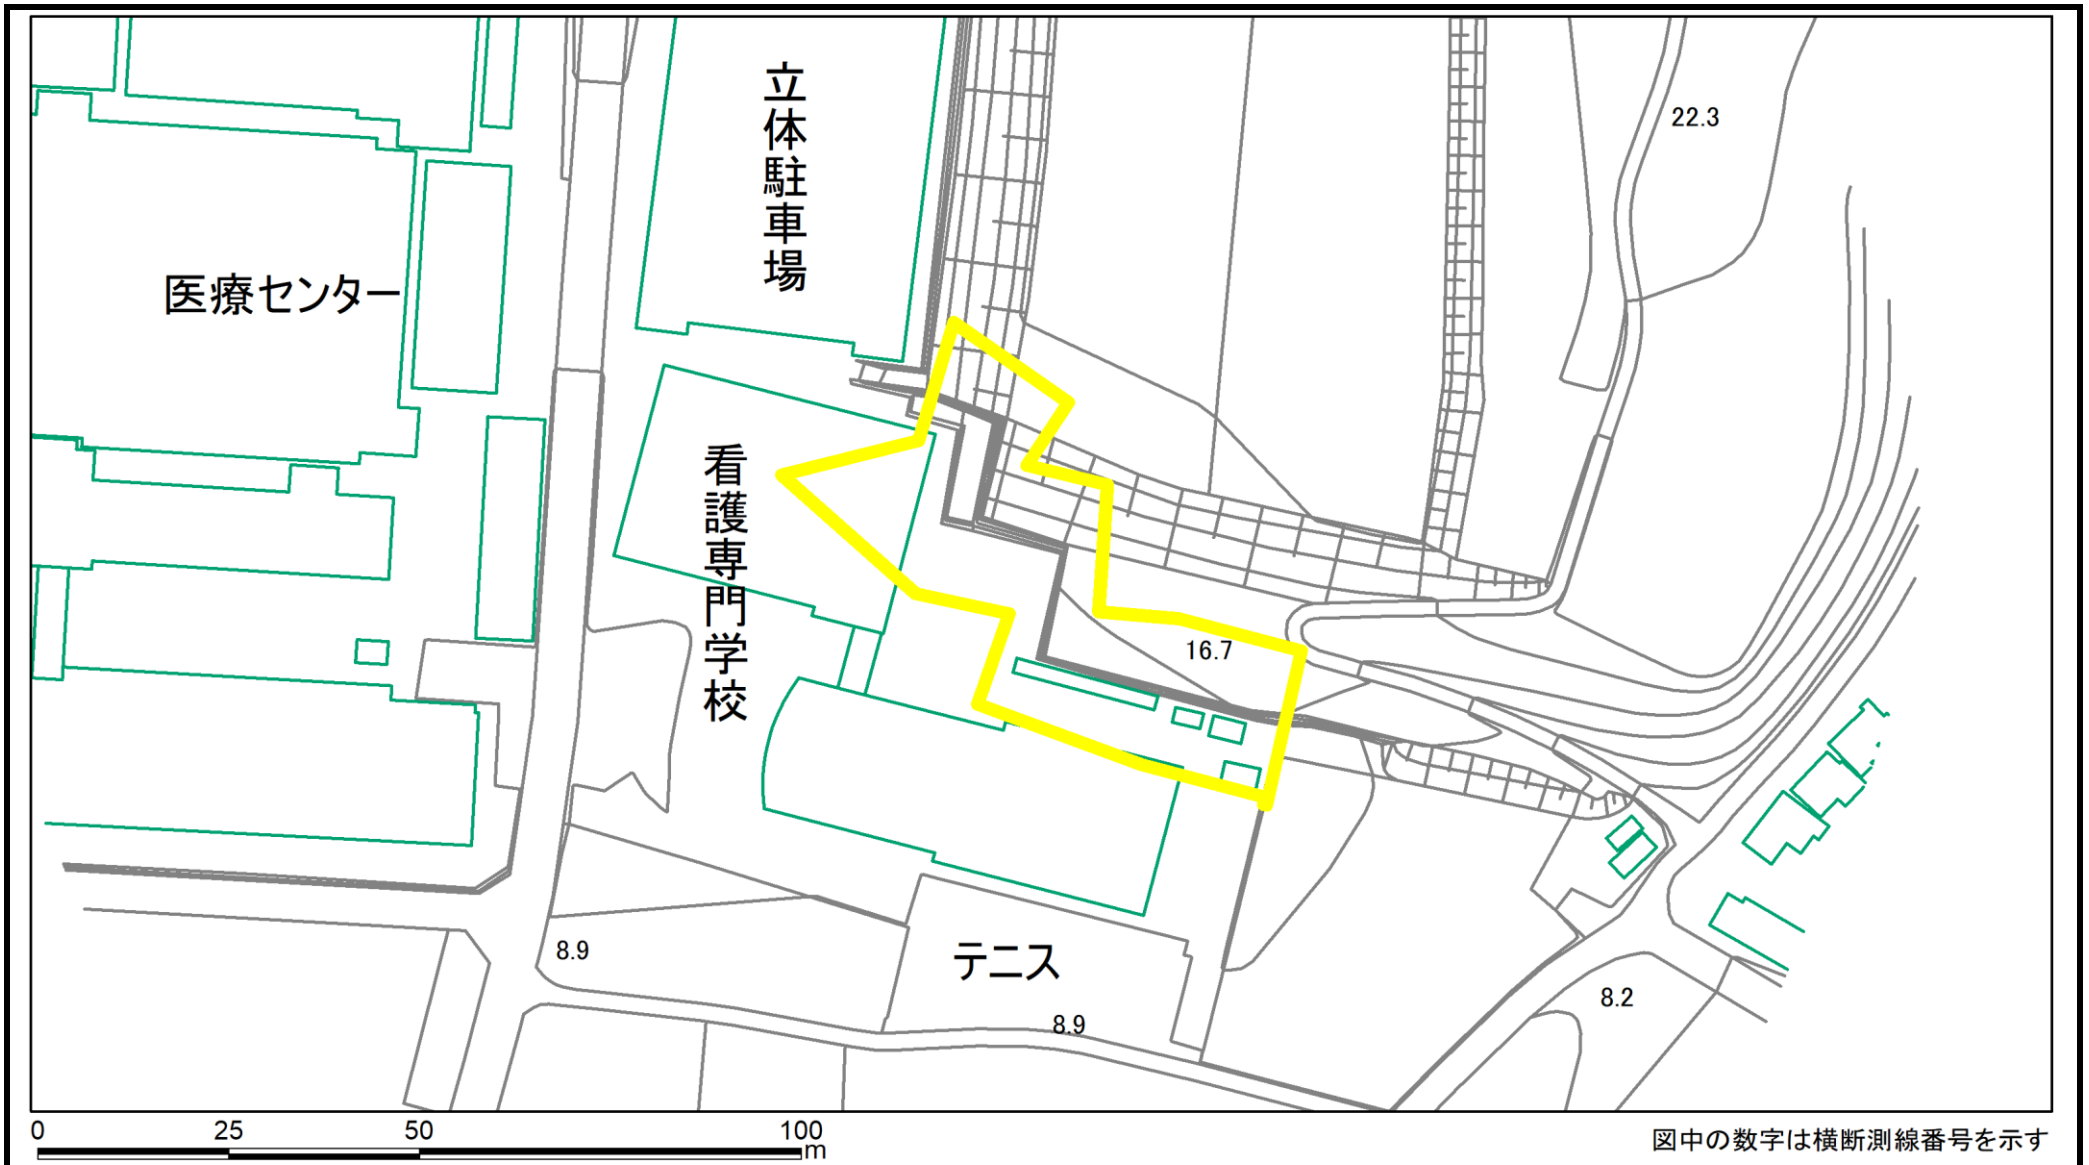 立体駐車場
22.3
医療センター
看護専門学校
16.7
8.9
テニス
8.2
8.9
0 25 50 100
m
図中の数字は横断測線番号を示す